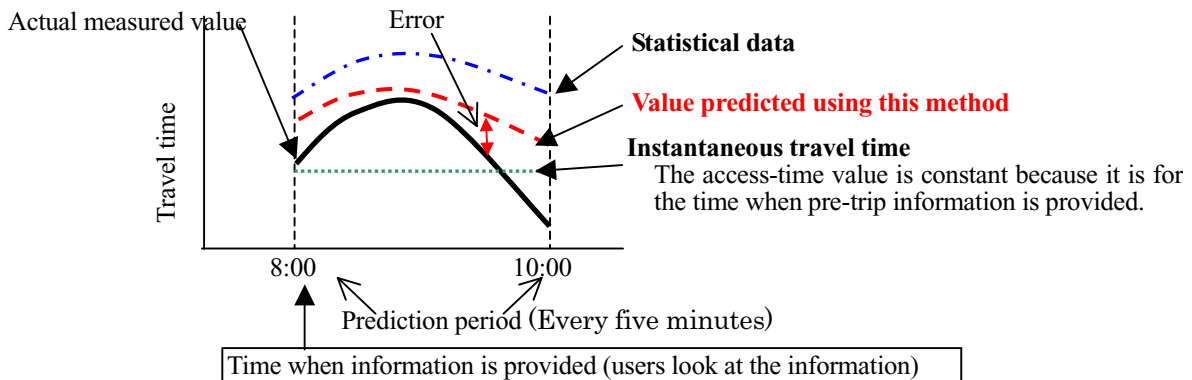 Actual measured value
Error
Statistical data
Value predicted using this method
Instantaneous travel time
The access-time value is constant because it is for
the time when pre-trip information is provided.
Travel time
8:00
10:00
Prediction period (Every five minutes)
Time when information is provided (users look at the information)